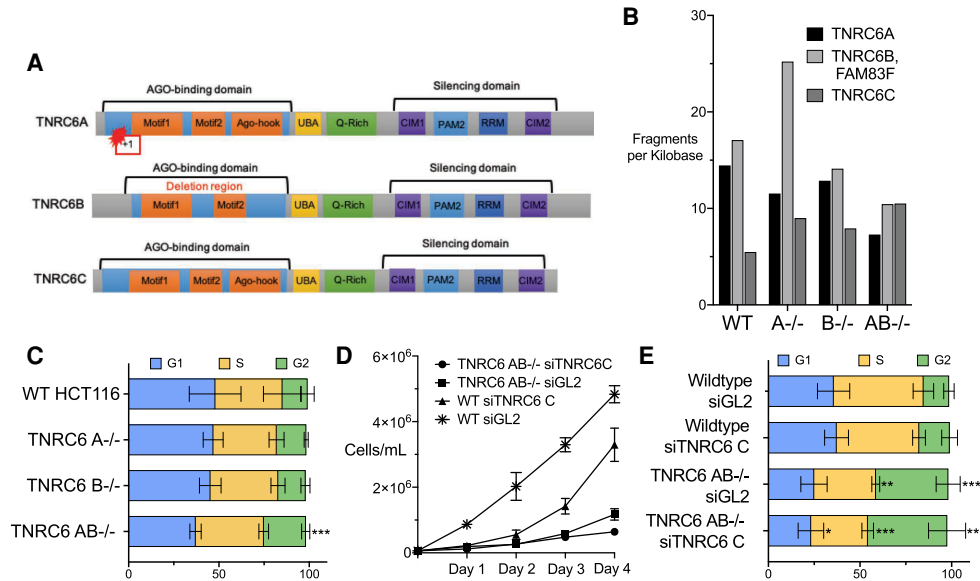 A
AGO-binding domain
Silencing domain
TNRC6A
Motif1 Motif2 Ago-hook UBA Q-Rich CIM1 PAM2 RRM CIM2
+1
AGO-binding domain
Deletion region
Silencing domain
TNRC6B
Motif1 Motif2 UBA Q-Rich CIM1 PAM2 RRM CIM2
AGO-binding domain
Silencing domain
TNRC6C
Motif1 Motif2 Ago-hook UBA Q-Rich CIM1 PAM2 RRM CIM2
B
30
20
10
0
Fragments
per Kilobase
TNRC6A
TNRC6B,
FAM83F
TNRC6C
WT A-/- B-/- AB-/-
C
G1 S G2
WT HCT116
TNRC6 A-/-
TNRC6 B-/-
TNRC6 AB-/-
***
0 50 100
D
6×10⁶
4×10⁶
Cells/mL
2×10⁶
0
TNRC6 AB-/- siTNRC6C
TNRC6 AB-/- siGL2
WT siTNRC6 C
WT siGL2
Day 1 Day 2 Day 3 Day 4
E
G1 S G2
Wildtype
siGL2
Wildtype
siTNRC6 C
TNRC6 AB-/-
siGL2
** ***
TNRC6 AB-/-
siTNRC6 C
* *** **
0 50 100